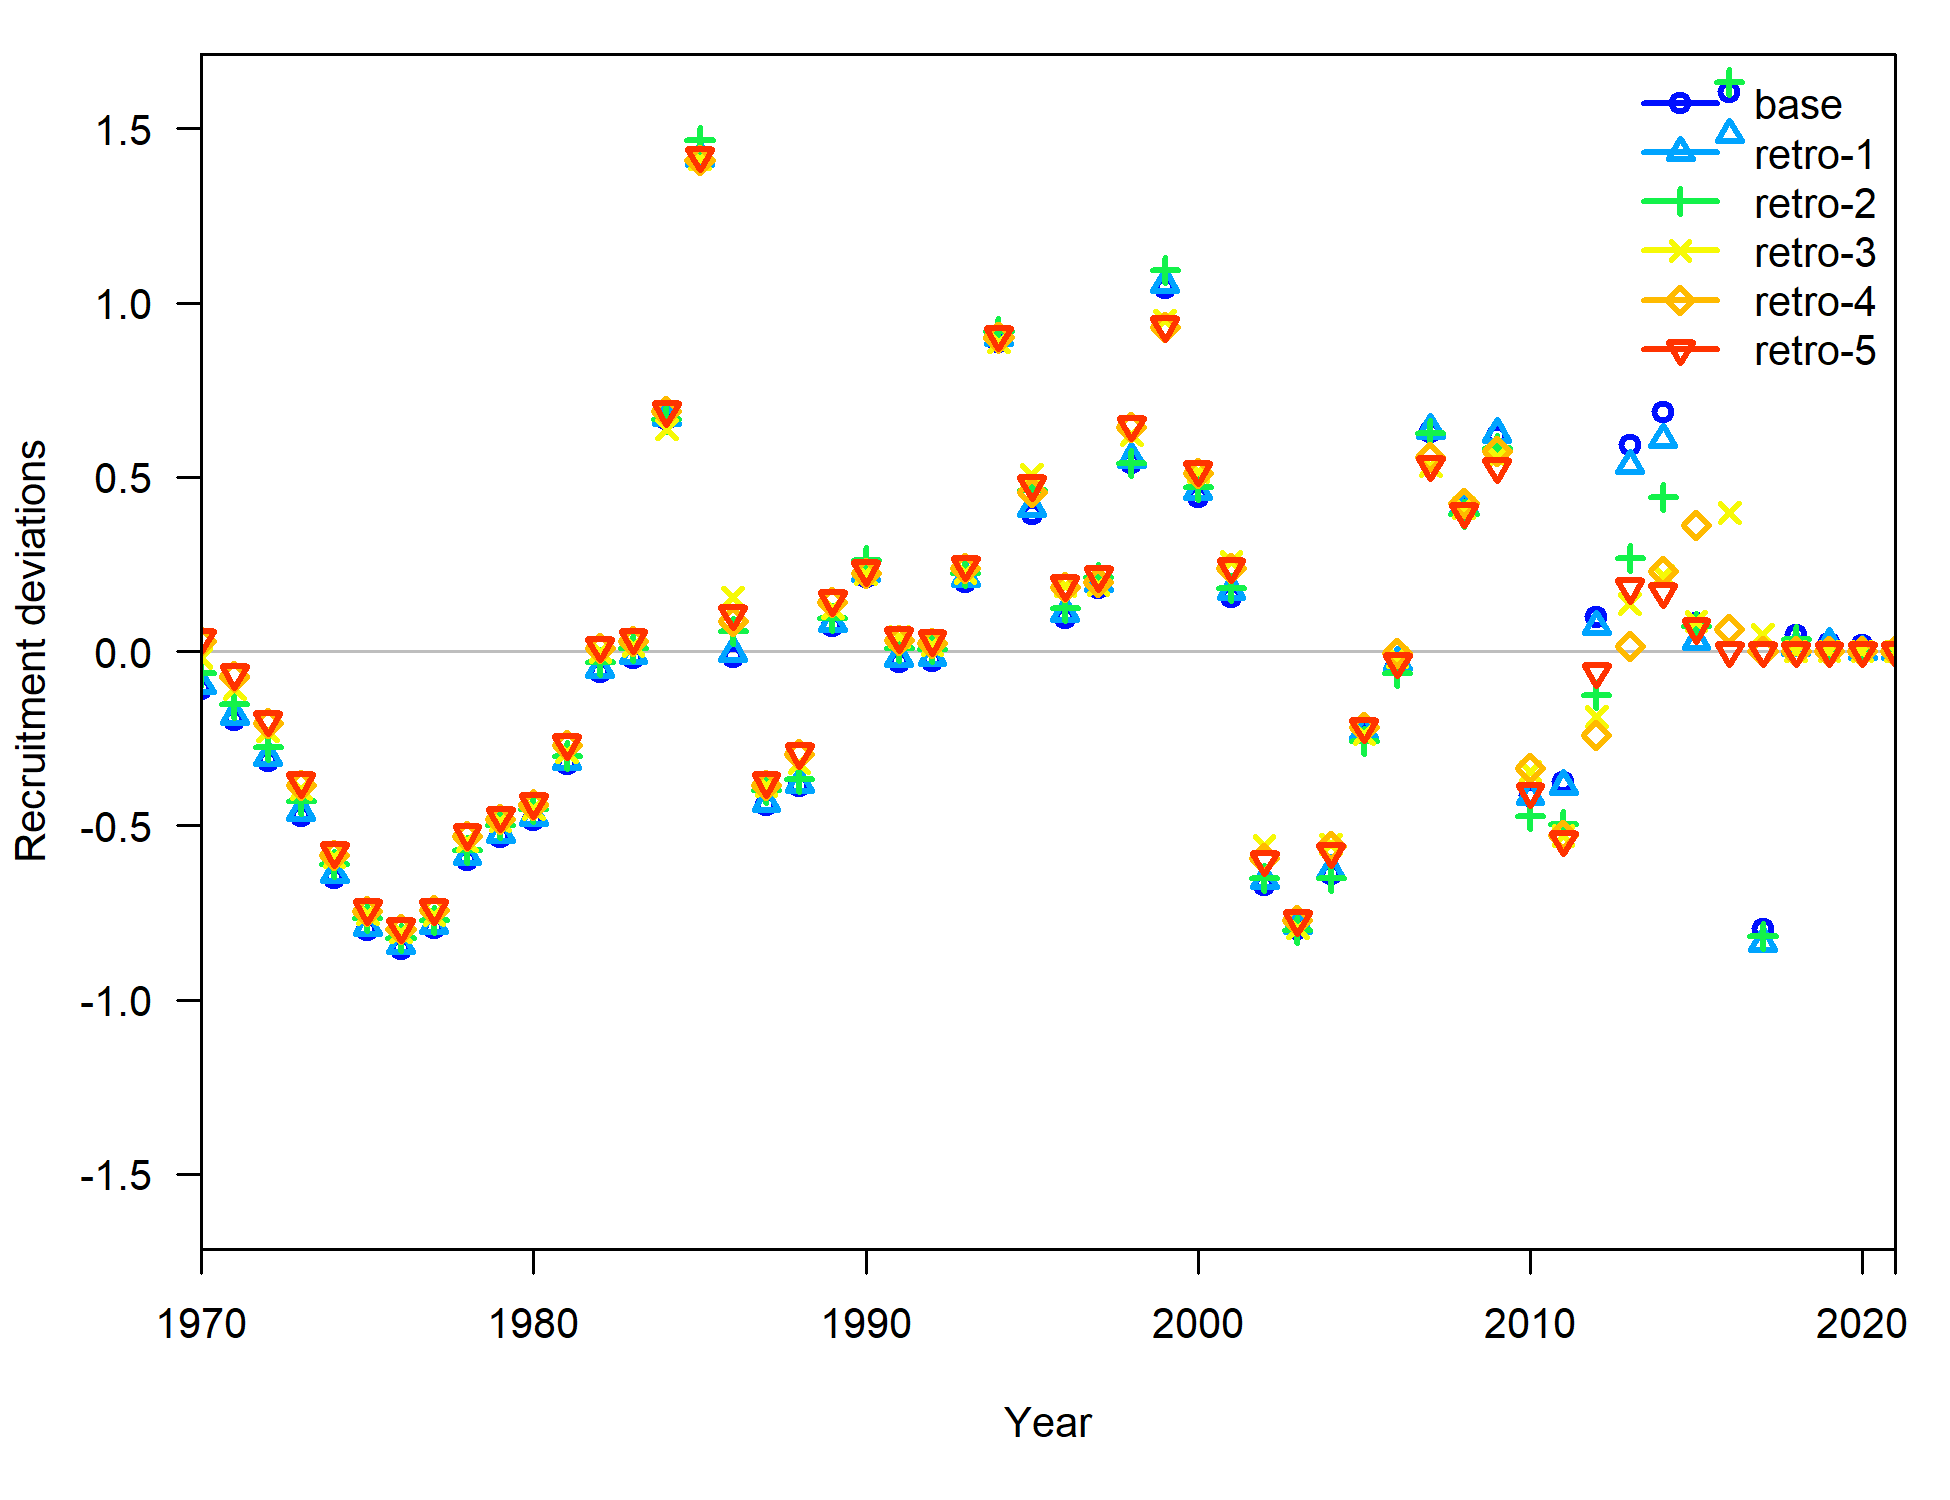 base
retro-1
retro-2
retro-3
retro-4
retro-5
Recruitment deviations
1.5
1.0
0.5
0.0
-0.5
-1.0
-1.5
1970 1980 1990 2000 2010 2020
Year